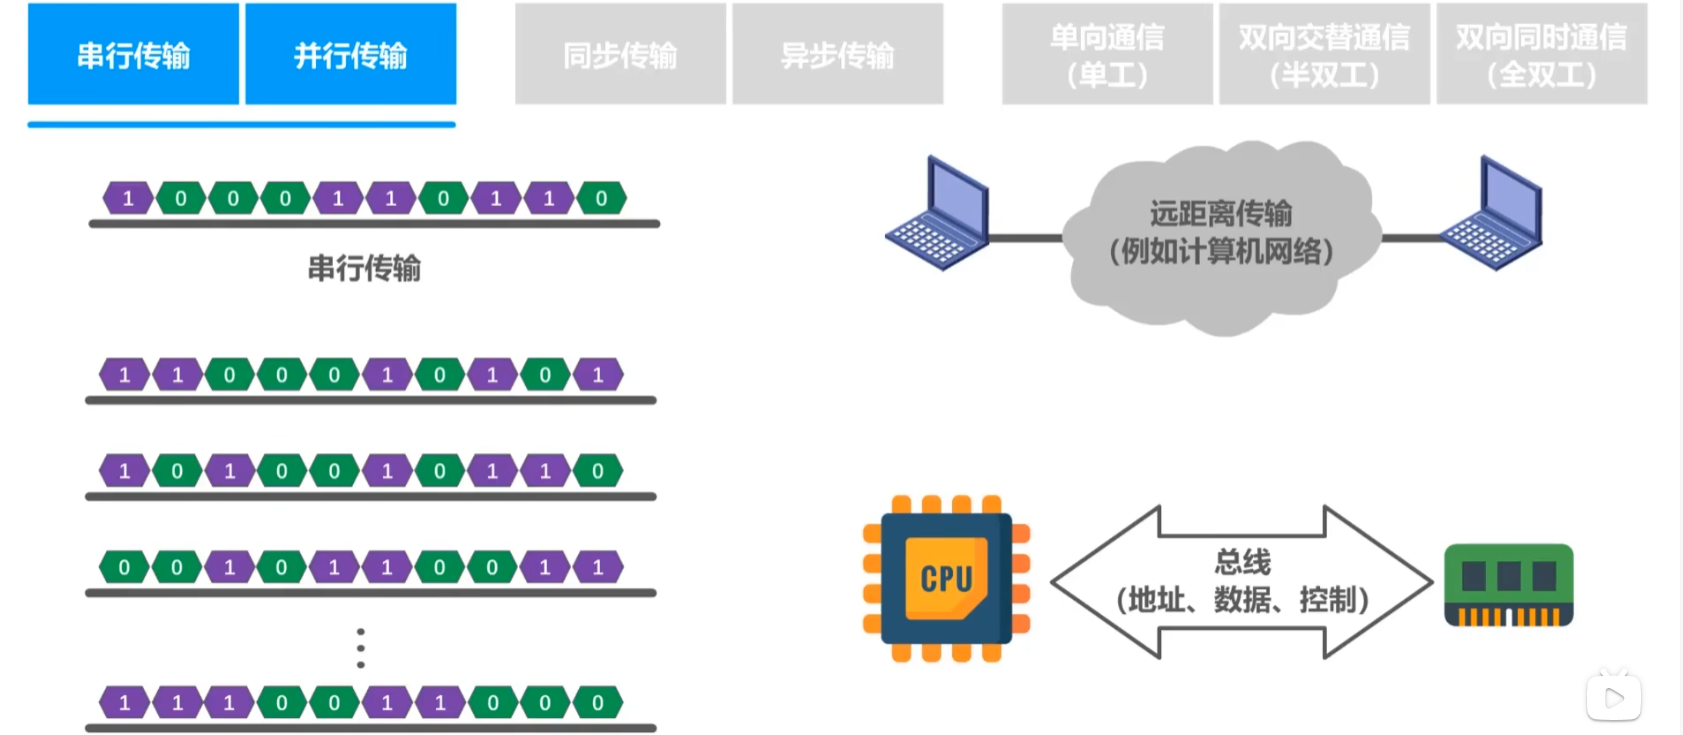 串行传输
并行传输
同步传输
异步传输
单向通信
（单工）
双向交替通信
（半双工）
双向同时通信
（全双工）
1 0 0 0 1 1 0 1 1 0
串行传输
远距离传输
（例如计算机网络）
1 1 0 0 0 1 0 1 0 1
1 0 1 0 0 1 0 1 1 0
0 0 1 0 1 1 0 0 1 1
1 1 1 0 0 1 1 0 0 0
CPU
总线
（地址、数据、控制）